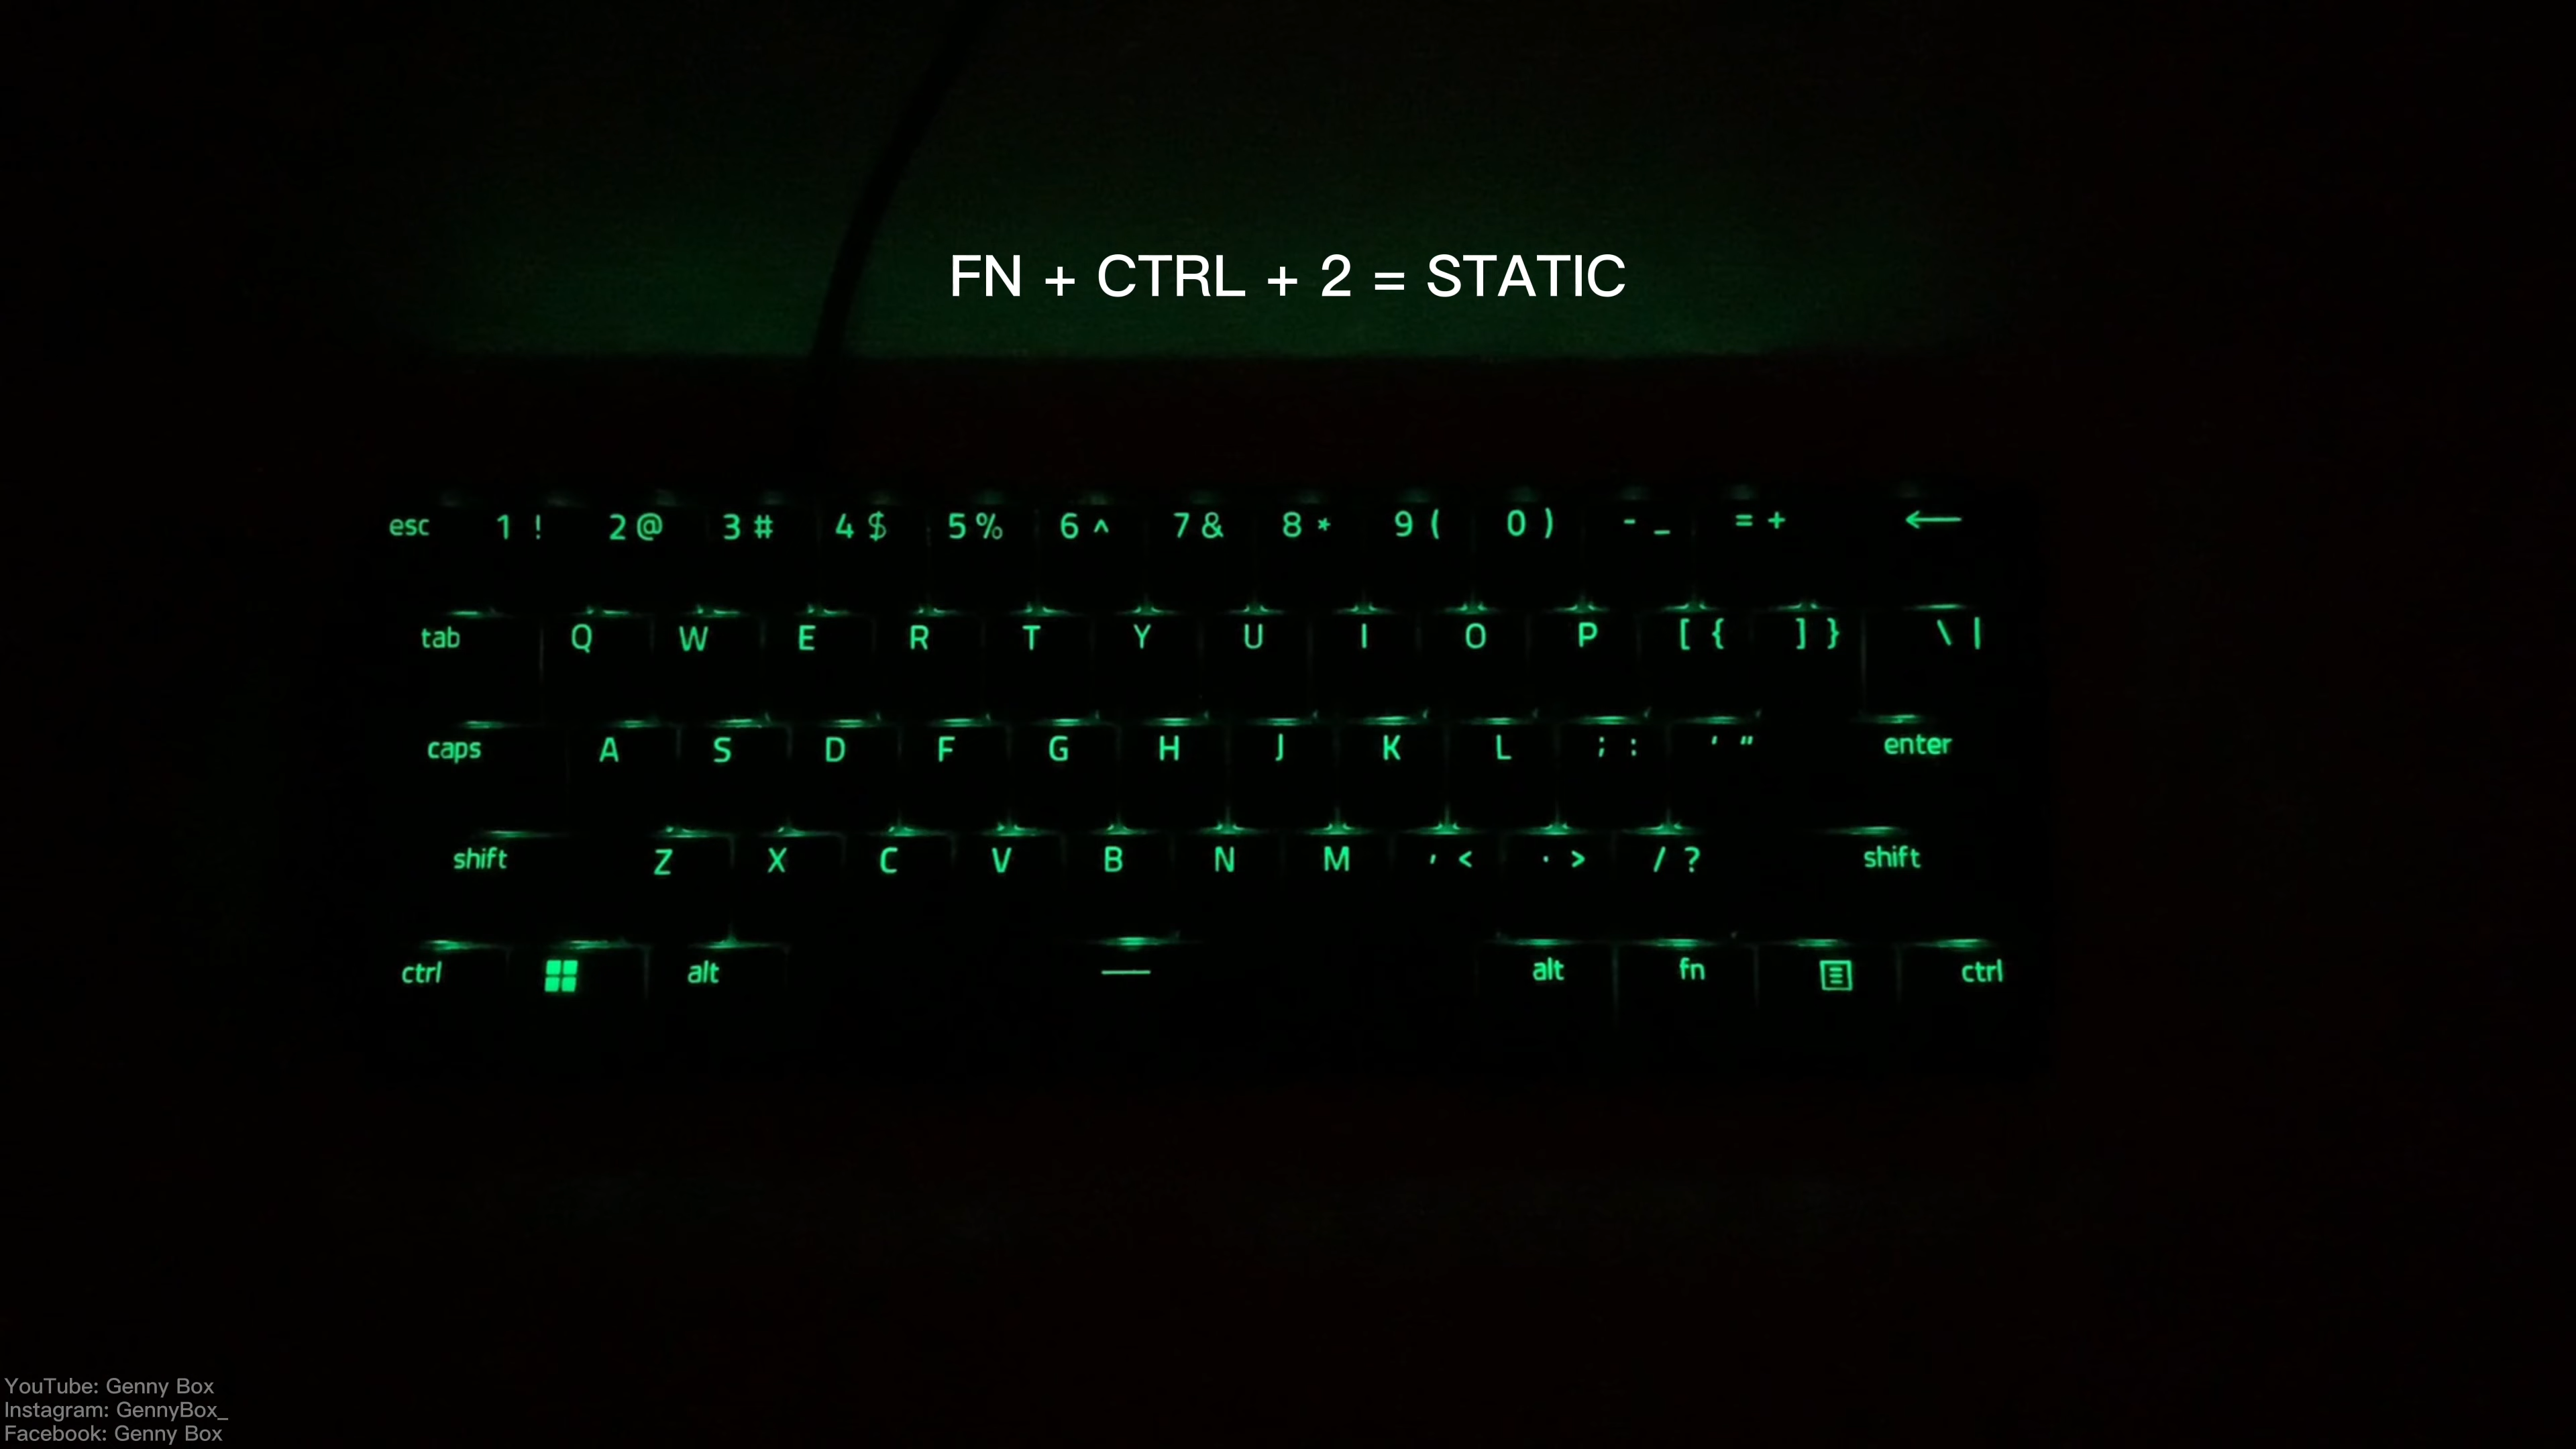 FN + CTRL + 2 = STATIC
esc 1 ! 2 @ 3 # 4 $ 5 % 6 ^ 7 & 8 * 9 ( 0 ) - _ = + ←
tab Q W E R T Y U I O P [ { ] } \ |
caps A S D F G H J K L ; : ' " enter
shift Z X C V B N M , < . > / ? shift
ctrl alt — alt fn ctrl
YouTube: Genny Box
Instagram: GennyBox_
Facebook: Genny Box